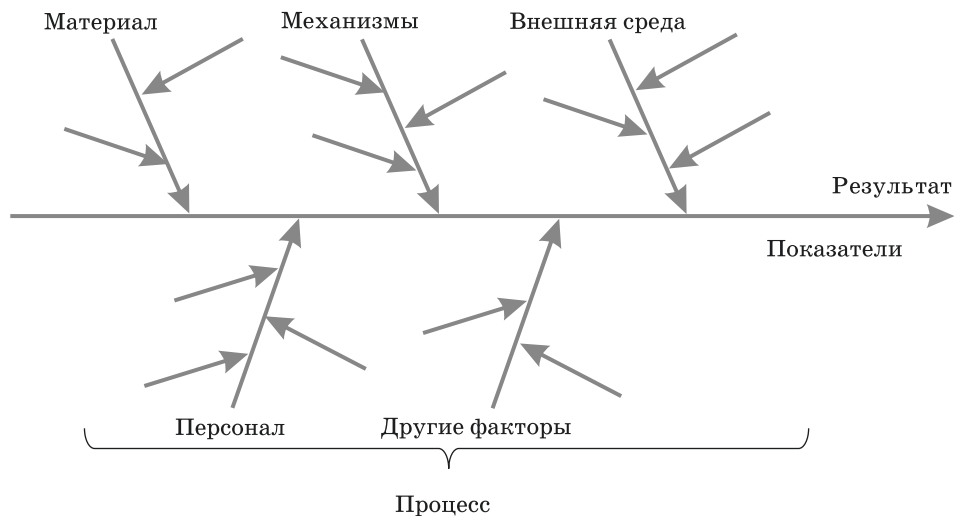 Материал
Механизмы
Внешняя среда
Результат
Показатели
Персонал
Другие факторы
Процесс